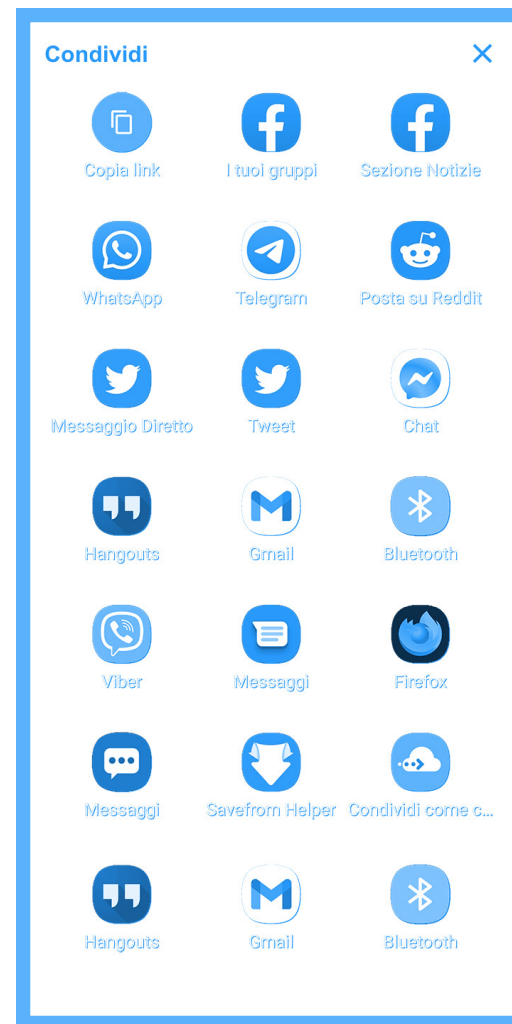 Condividi
Copia link
I tuoi gruppi
Sezione Notizie
WhatsApp
Telegram
Posta su Reddit
Messaggio Diretto
Tweet
Chat
Hangouts
Gmail
Bluetooth
Viber
Messaggi
Firefox
Messaggi
Savefrom Helper
Condividi come c...
Hangouts
Gmail
Bluetooth